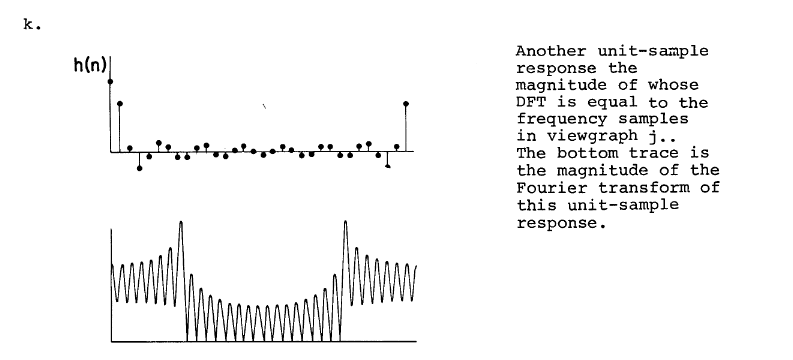 k.
h(n)
Another unit-sample
response the
magnitude of whose
DFT is equal to the
frequency samples
in viewgraph j..
The bottom trace is
the magnitude of the
Fourier transform of
this unit-sample
response.